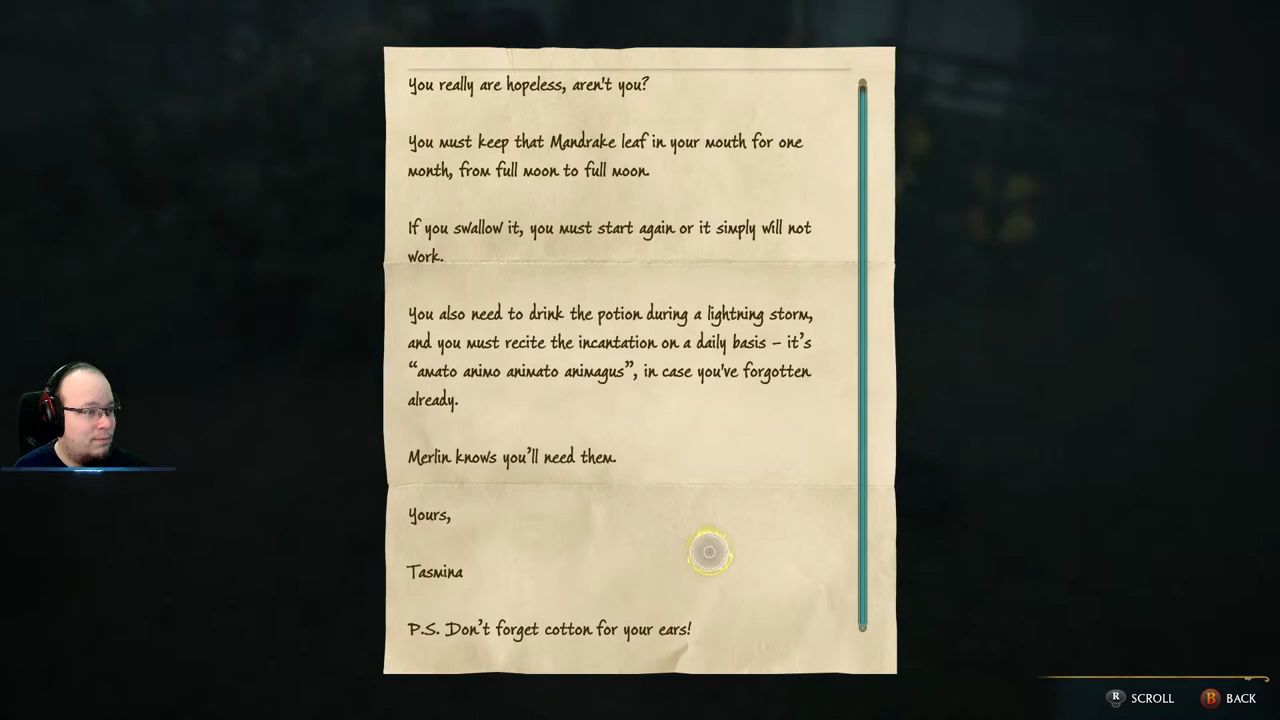 You really are hopeless, aren't you?
You must keep that Mandrake leaf in your mouth for one
month, from full moon to full moon.
If you swallow it, you must start again or it simply will not
work.
You also need to drink the potion during a lightning storm,
and you must recite the incantation on a daily basis – it's
“amato animo animato animagus”, in case you've forgotten
already.
Merlin knows you'll need them.
Yours,
Tasmina
P.S. Don't forget cotton for your ears!
R SCROLL B BACK